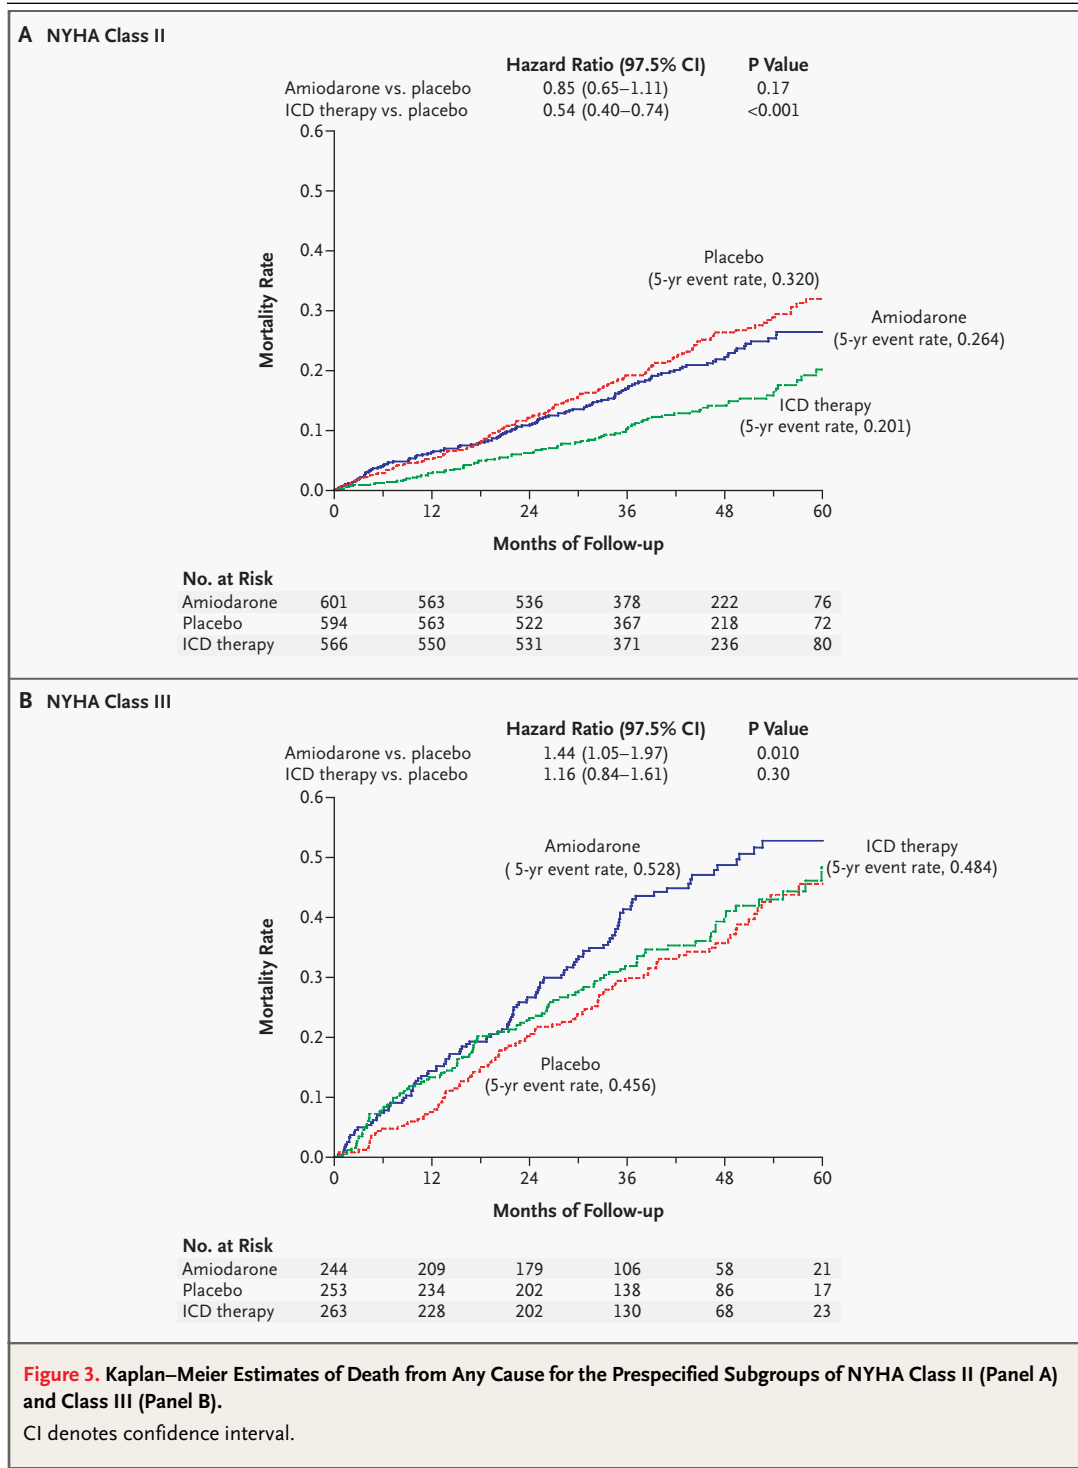 A NYHA Class II
Hazard Ratio (97.5% CI) P Value
Amiodarone vs. placebo 0.85 (0.65–1.11) 0.17
ICD therapy vs. placebo 0.54 (0.40–0.74) <0.001
0.6
0.5
0.4
0.3
0.2
0.1
0.0
Mortality Rate
Placebo
(5-yr event rate, 0.320)
Amiodarone
(5-yr event rate, 0.264)
ICD therapy
(5-yr event rate, 0.201)
0 12 24 36 48 60
Months of Follow-up
No. at Risk
Amiodarone 601 563 536 378 222 76
Placebo 594 563 522 367 218 72
ICD therapy 566 550 531 371 236 80
B NYHA Class III
Hazard Ratio (97.5% CI) P Value
Amiodarone vs. placebo 1.44 (1.05–1.97) 0.010
ICD therapy vs. placebo 1.16 (0.84–1.61) 0.30
0.6
0.5
0.4
0.3
0.2
0.1
0.0
Mortality Rate
Amiodarone
( 5-yr event rate, 0.528)
ICD therapy
(5-yr event rate, 0.484)
Placebo
(5-yr event rate, 0.456)
0 12 24 36 48 60
Months of Follow-up
No. at Risk
Amiodarone 244 209 179 106 58 21
Placebo 253 234 202 138 86 17
ICD therapy 263 228 202 130 68 23
Figure 3. Kaplan–Meier Estimates of Death from Any Cause for the Prespecified Subgroups of NYHA Class II (Panel A)
and Class III (Panel B).
CI denotes confidence interval.